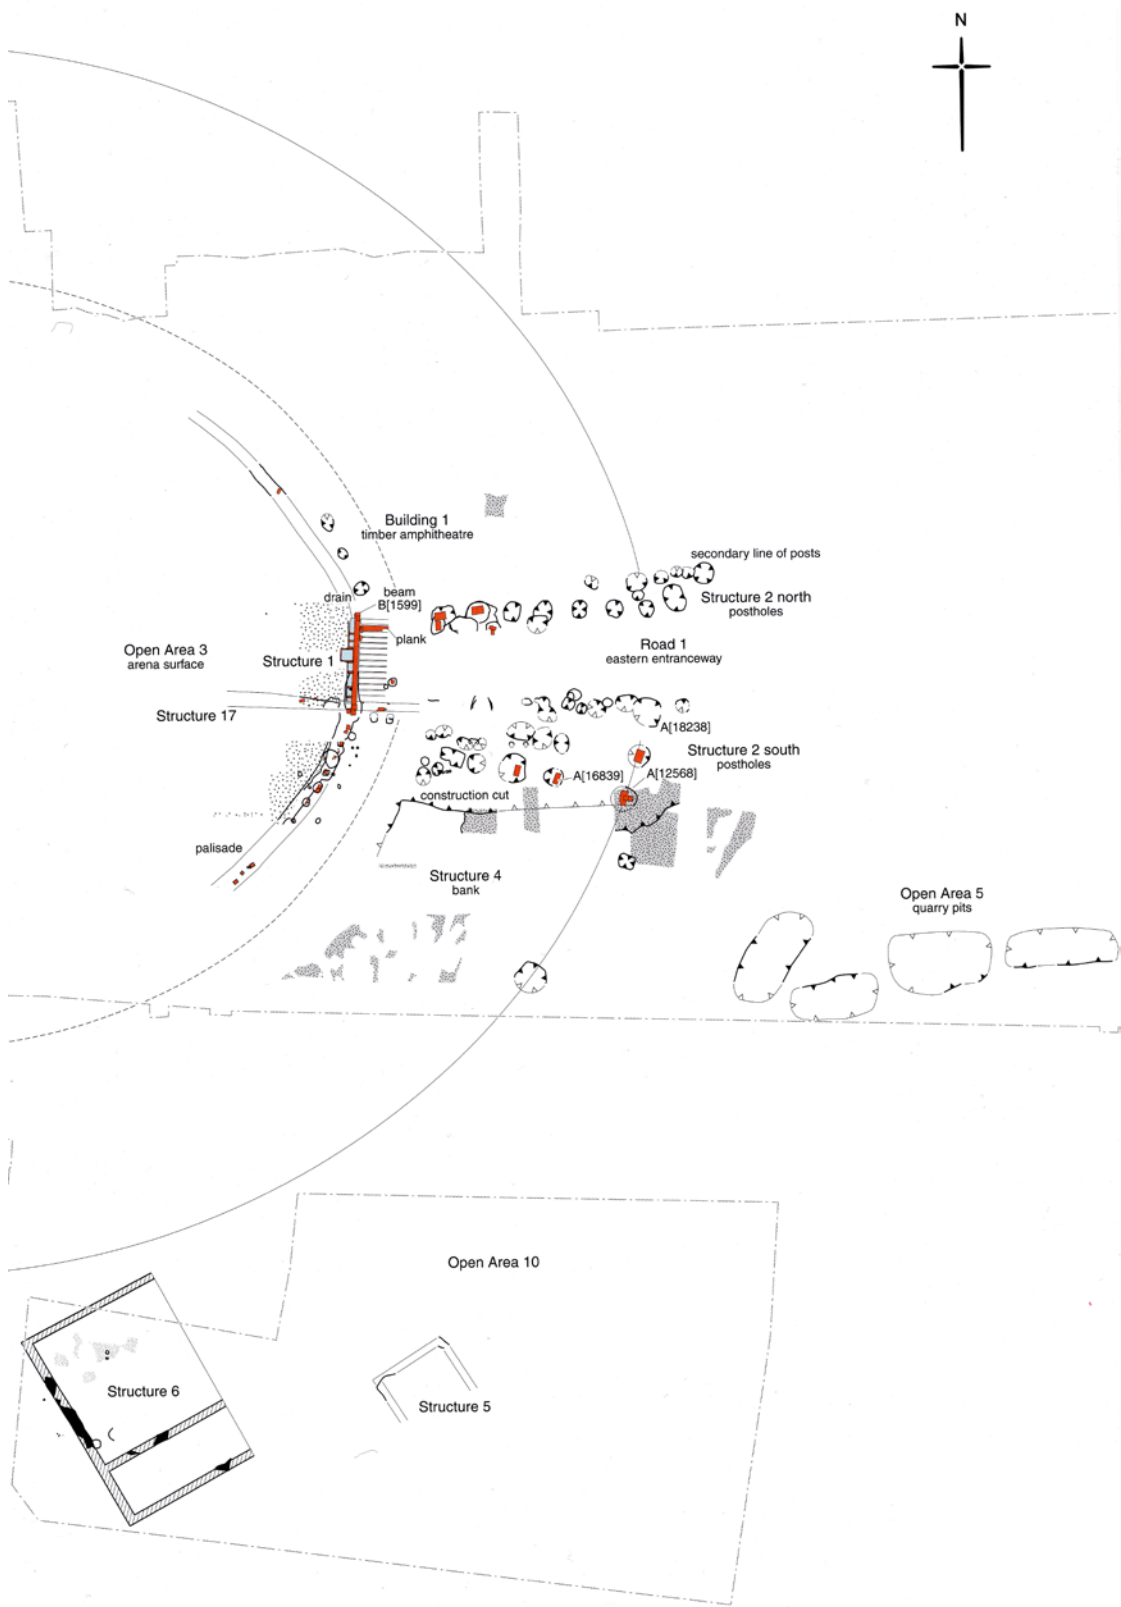 N
Building 1
timber amphitheatre
secondary line of posts
drain
beam
B[1599]
Structure 2 north
postholes
plank
Open Area 3
arena surface
Structure 1
Road 1
eastern entranceway
Structure 17
A[18238]
Structure 2 south
postholes
A[16839]
A[12568]
construction cut
palisade
Structure 4
bank
Open Area 5
quarry pits
Open Area 10
Structure 6
Structure 5